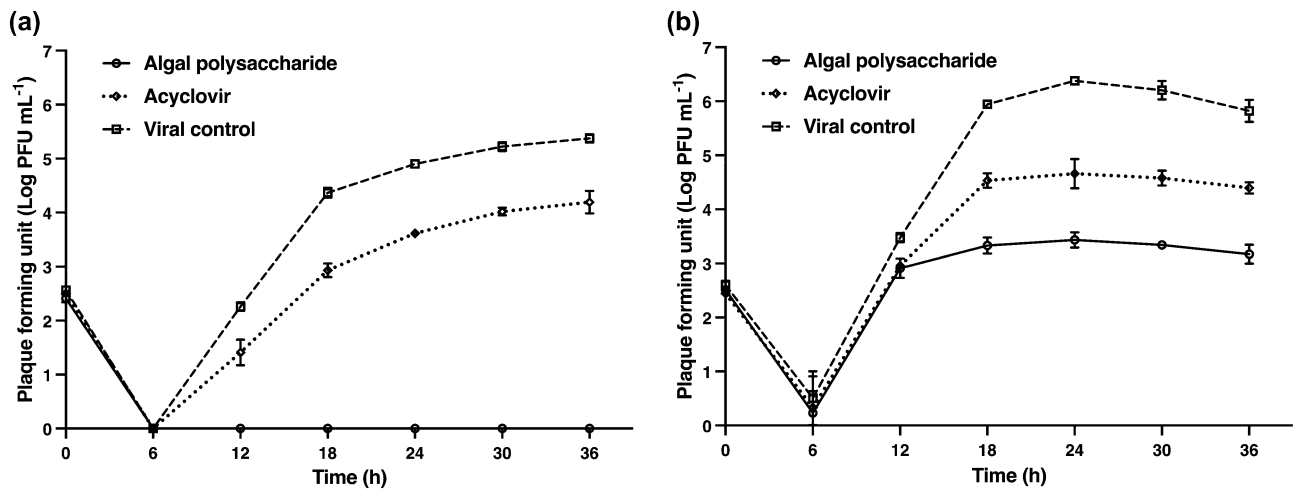 (a)
7
6
5
4
3
2
1
0
Plaque forming unit (Log PFU mL-1)
Algal polysaccharide
Acyclovir
Viral control
0 6 12 18 24 30 36
Time (h)
(b)
7
6
5
4
3
2
1
0
Plaque forming unit (Log PFU mL-1)
Algal polysaccharide
Acyclovir
Viral control
0 6 12 18 24 30 36
Time (h)